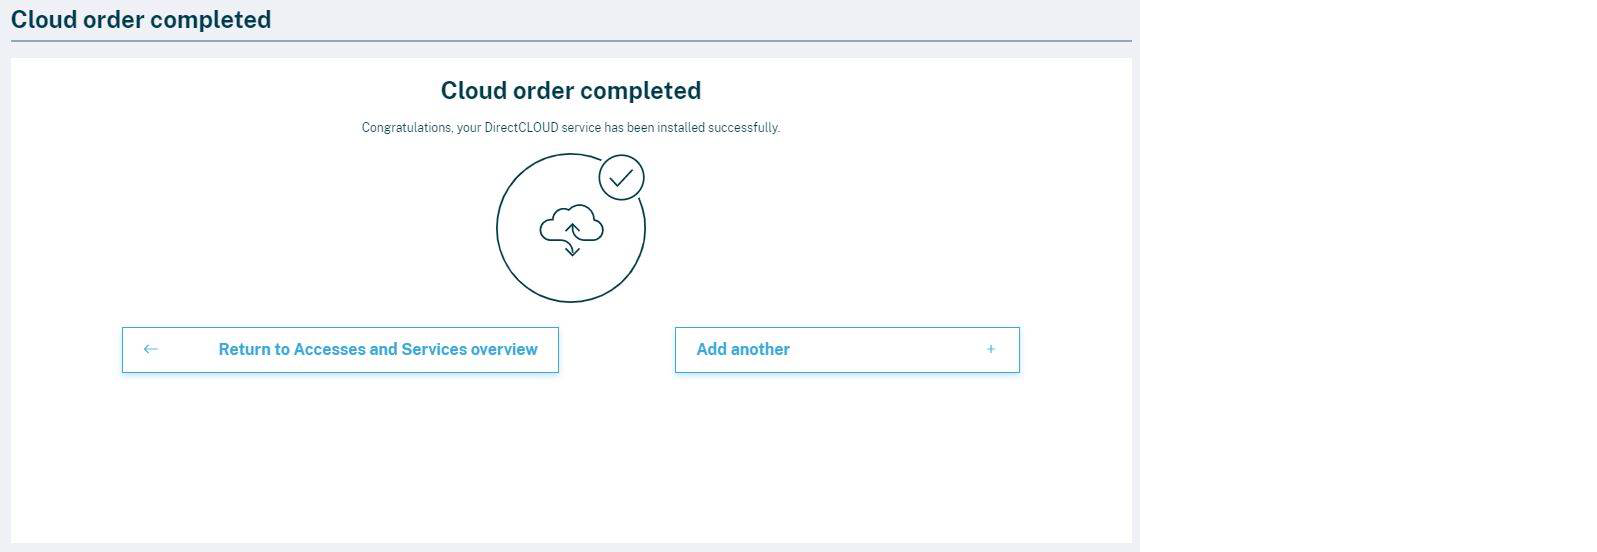 Cloud order completed
Cloud order completed
Congratulations, your DirectCLOUD service has been installed successfully.
Return to Accesses and Services overview
Add another